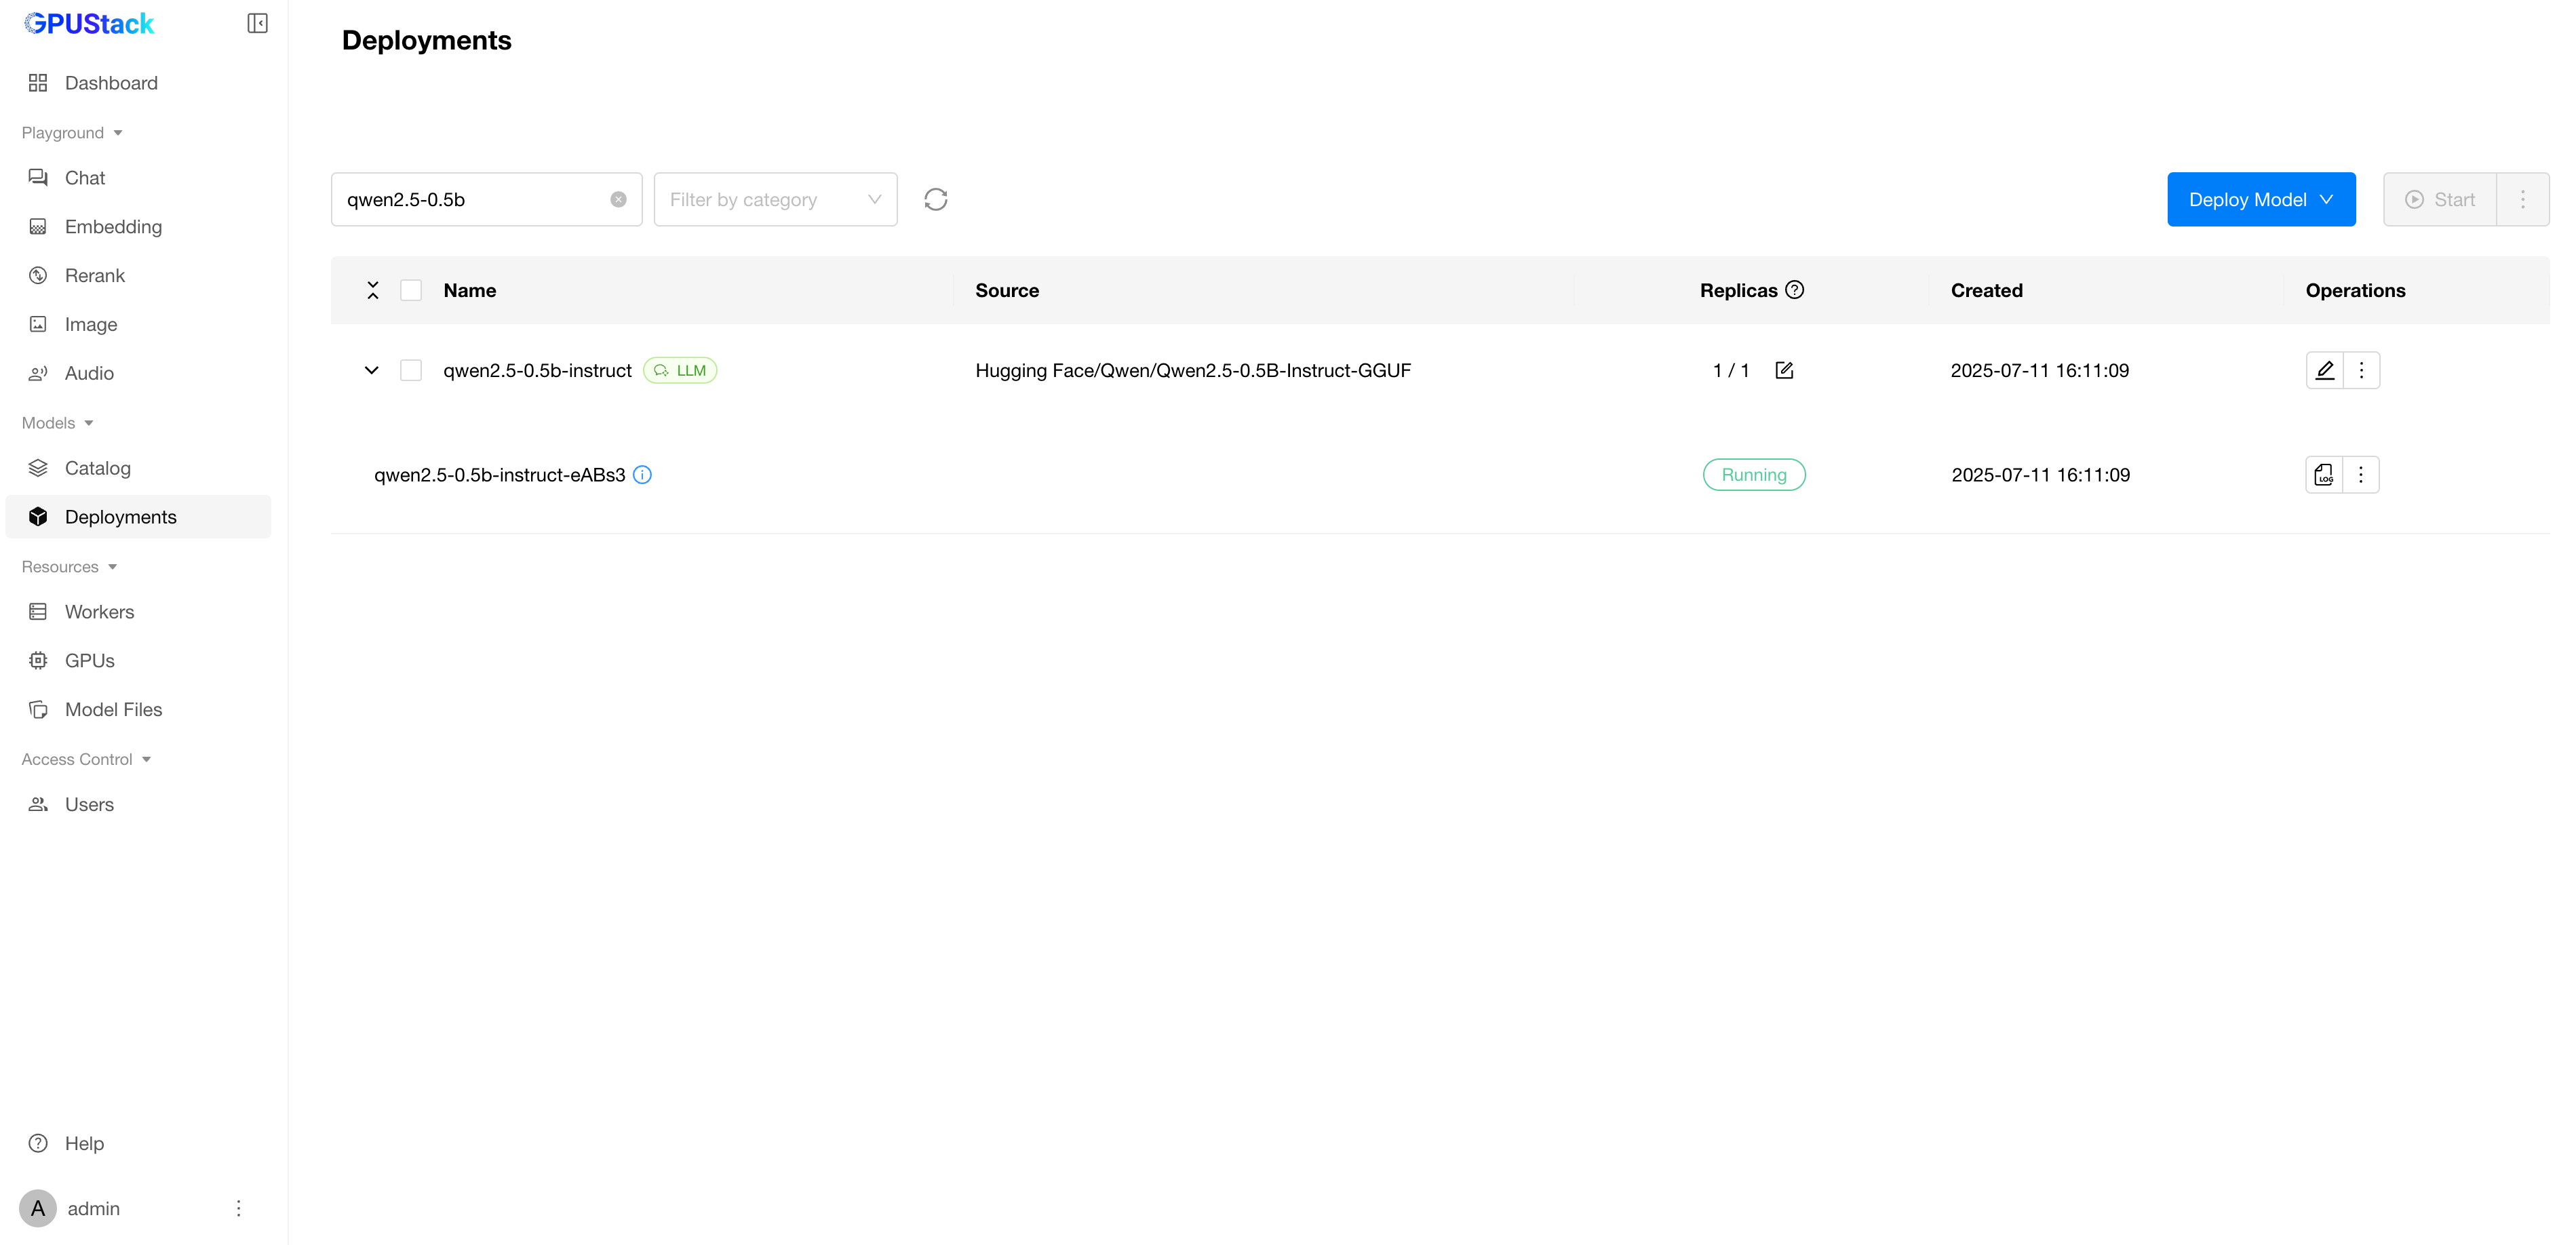 GPUStack
Dashboard
Playground
Chat
Embedding
Rerank
Image
Audio
Models
Catalog
Deployments
Resources
Workers
GPUs
Model Files
Access Control
Users
Help
A admin
Deployments
qwen2.5-0.5b Filter by category Deploy Model Start
Name Source Replicas Created Operations
qwen2.5-0.5b-instruct LLM Hugging Face/Qwen/Qwen2.5-0.5B-Instruct-GGUF 1 / 1 2025-07-11 16:11:09
qwen2.5-0.5b-instruct-eABs3 Running 2025-07-11 16:11:09 LOG